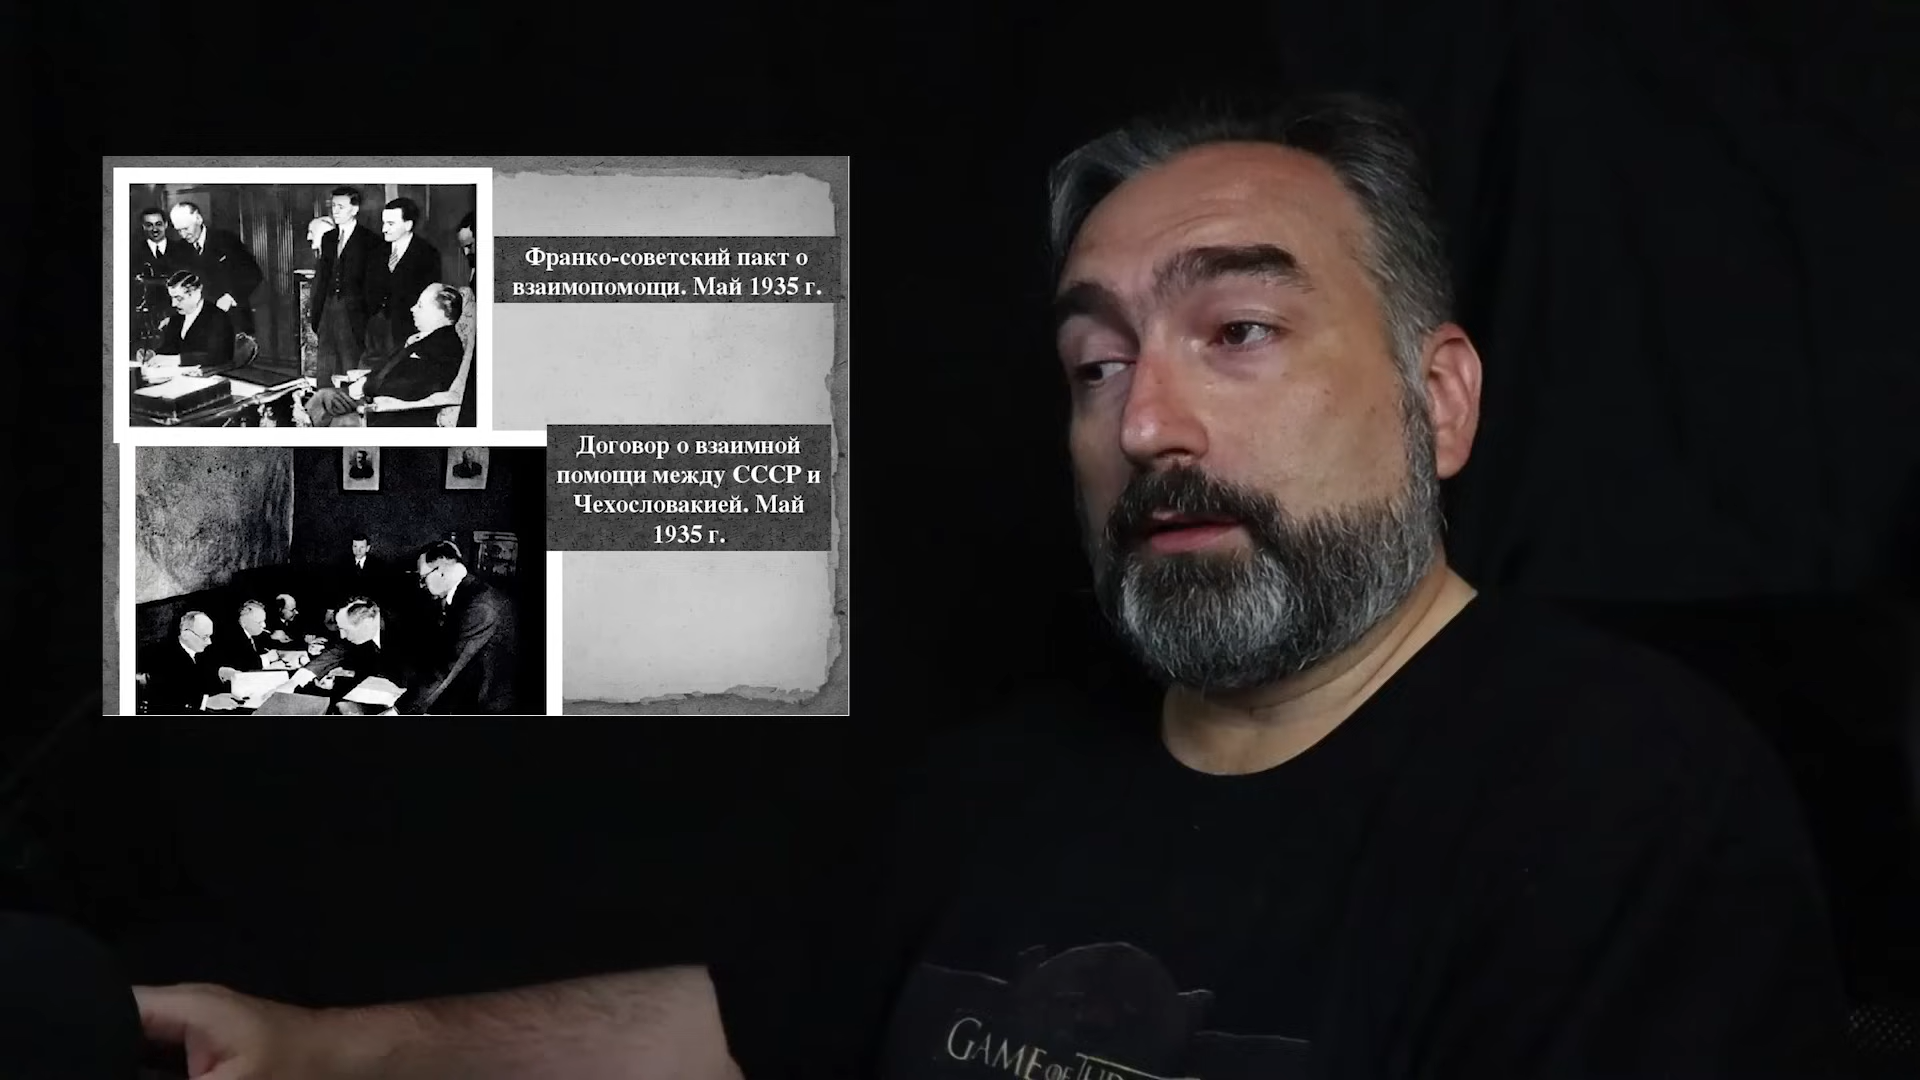 Франко-советский пакт о
взаимопомощи. Май 1935 г.
Договор о взаимной
помощи между СССР и
Чехословакией. Май
1935 г.
GAME OF